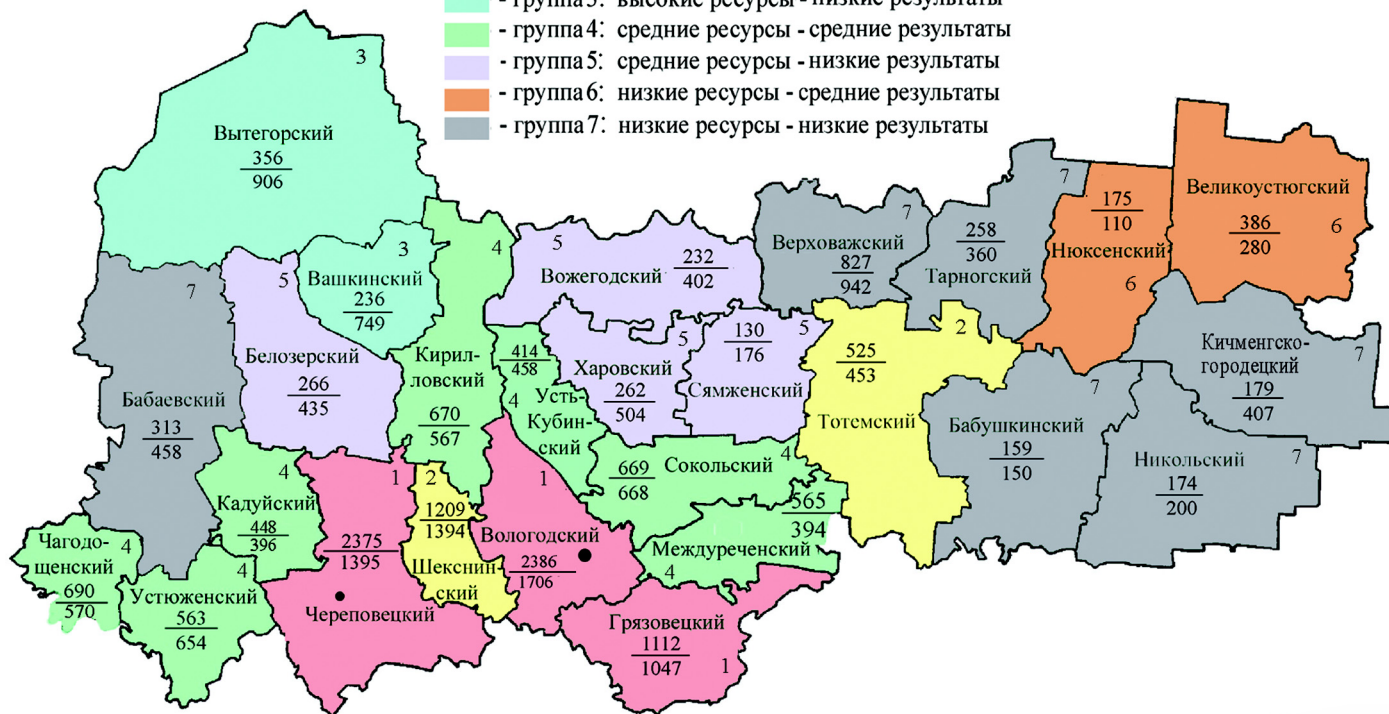 - группа 3: высокие ресурсы - низкие результаты
- группа 4: средние ресурсы - средние результаты
- группа 5: средние ресурсы - низкие результаты
- группа 6: низкие ресурсы - средние результаты
- группа 7: низкие ресурсы - низкие результаты
3
Вытегорский
356
906
3
Вашкинский
236
749
4
Кирил-
ловский
670
567
5
Белозерский
266
435
7
Бабаевский
313
458
5
Вожегодский
232
402
7
Верховажский
827
942
7
258
360
Тарногский
175
110
Нюксенский
6
Великоустюгский
386
280
6
Кичменгско-
городецкий
179
407
7
414
458
4
Усть-
Кубин-
ский
5
Харовский
262
504
130
176
5
Сямженский
525
453
2
Тотемский
7
Бабушкинский
159
150
Никольский
174
200
7
669
668
Сокольский
4
565
394
Междуреченский
4
4
Кадуйский
448
396
1
2375
1395
Череповецкий
2
1209
1394
Шекснин-
ский
1
Вологодский
2386
1706
Чагодо-
щенский
4
690
570
4
Устюженский
563
654
Грязовецкий
1112
1047
1